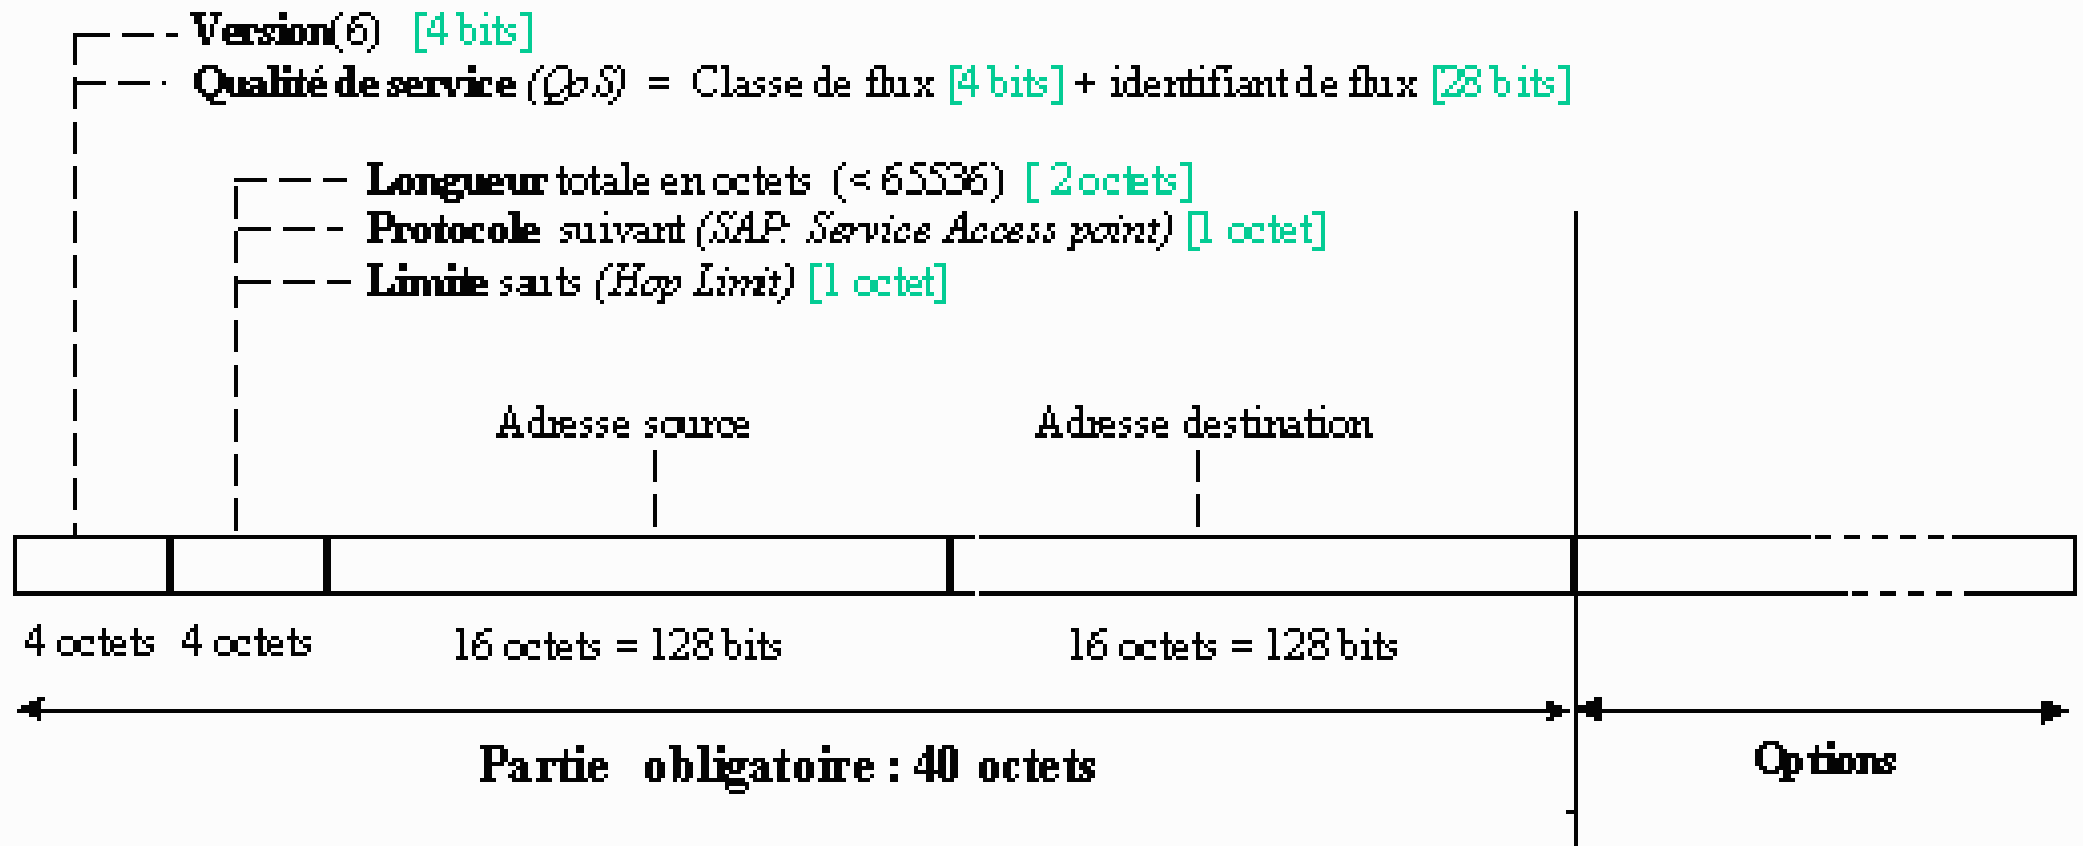 Version(6) [4 bits]
Qualité de service (QoS) = Classe de flux [4 bits] + identifiant de flux [28 bits]
Longueur totale en octets (< 65536) [ 2 octets]
Protocole suivant (SAP: Service Access point) [1 octet]
Limite sauts (Hop Limit) [1 octet]
Adresse source Adresse destination
4 octets 4 octets 16 octets = 128 bits 16 octets = 128 bits
Partie obligatoire : 40 octets Options